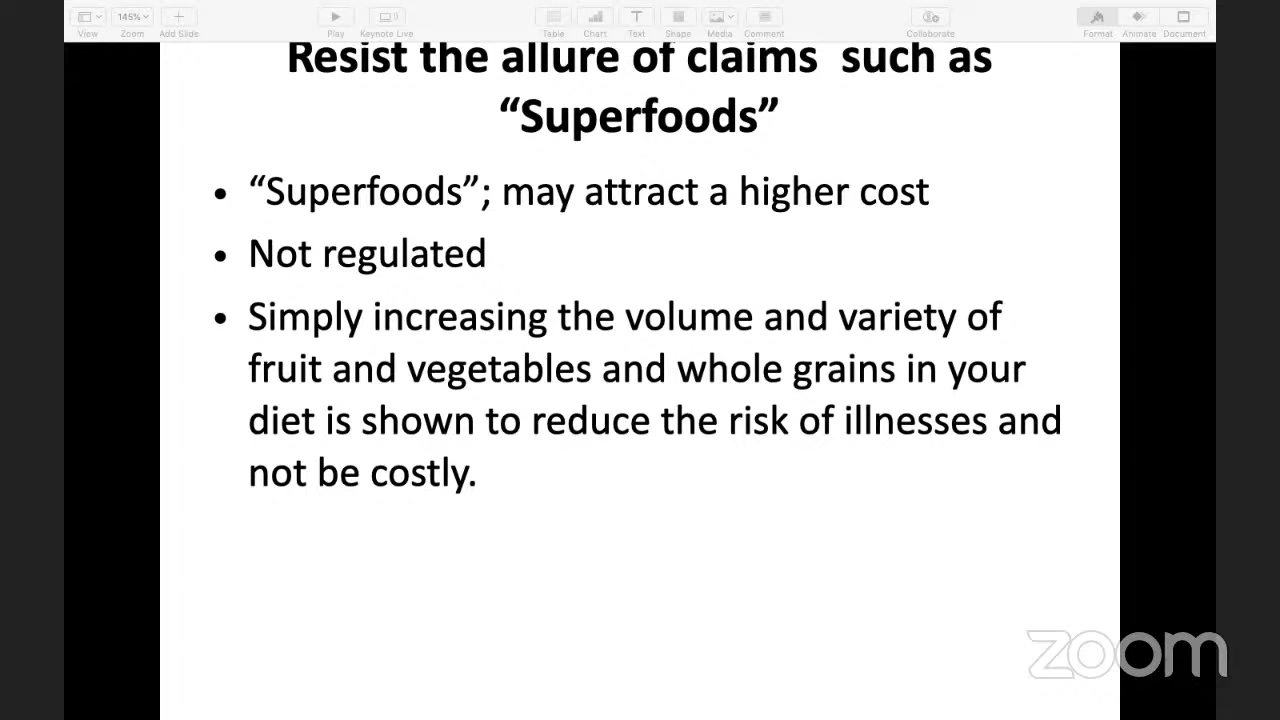 145%
0
View
Zoom
Add Slide
Play
Keynote Live
Table
Chart
Text
Shape
Media
Comment
Collaborate
Format
Animate
Document
Resist the allure of claims  such as
“Superfoods”
• “Superfoods”; may attract a higher cost
• Not regulated
• Simply increasing the volume and variety of
fruit and vegetables and whole grains in your
diet is shown to reduce the risk of illnesses and
not be costly.
zoom